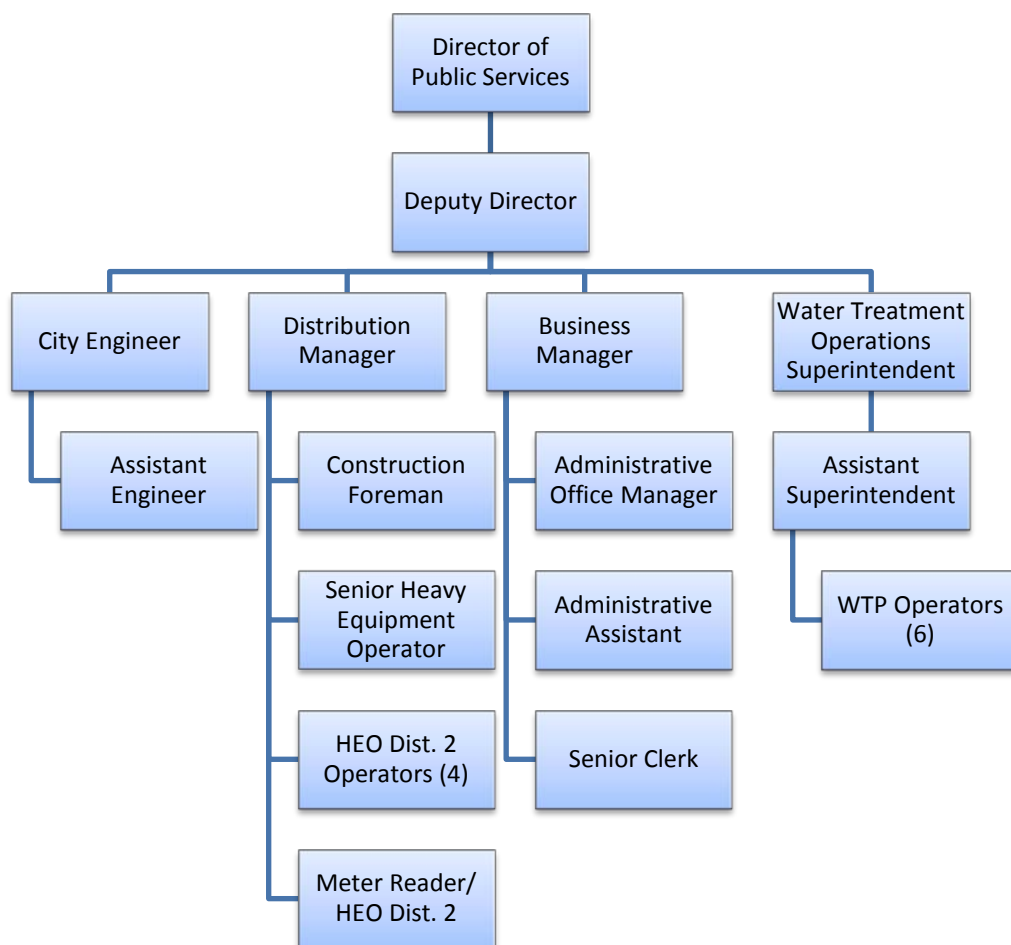 Director of
Public Services
Deputy Director
City Engineer
Distribution
Manager
Business
Manager
Water Treatment
Operations
Superintendent
Assistant
Engineer
Construction
Foreman
Administrative
Office Manager
Assistant
Superintendent
Senior Heavy
Equipment
Operator
Administrative
Assistant
WTP Operators
(6)
HEO Dist. 2
Operators (4)
Senior Clerk
Meter Reader/
HEO Dist. 2